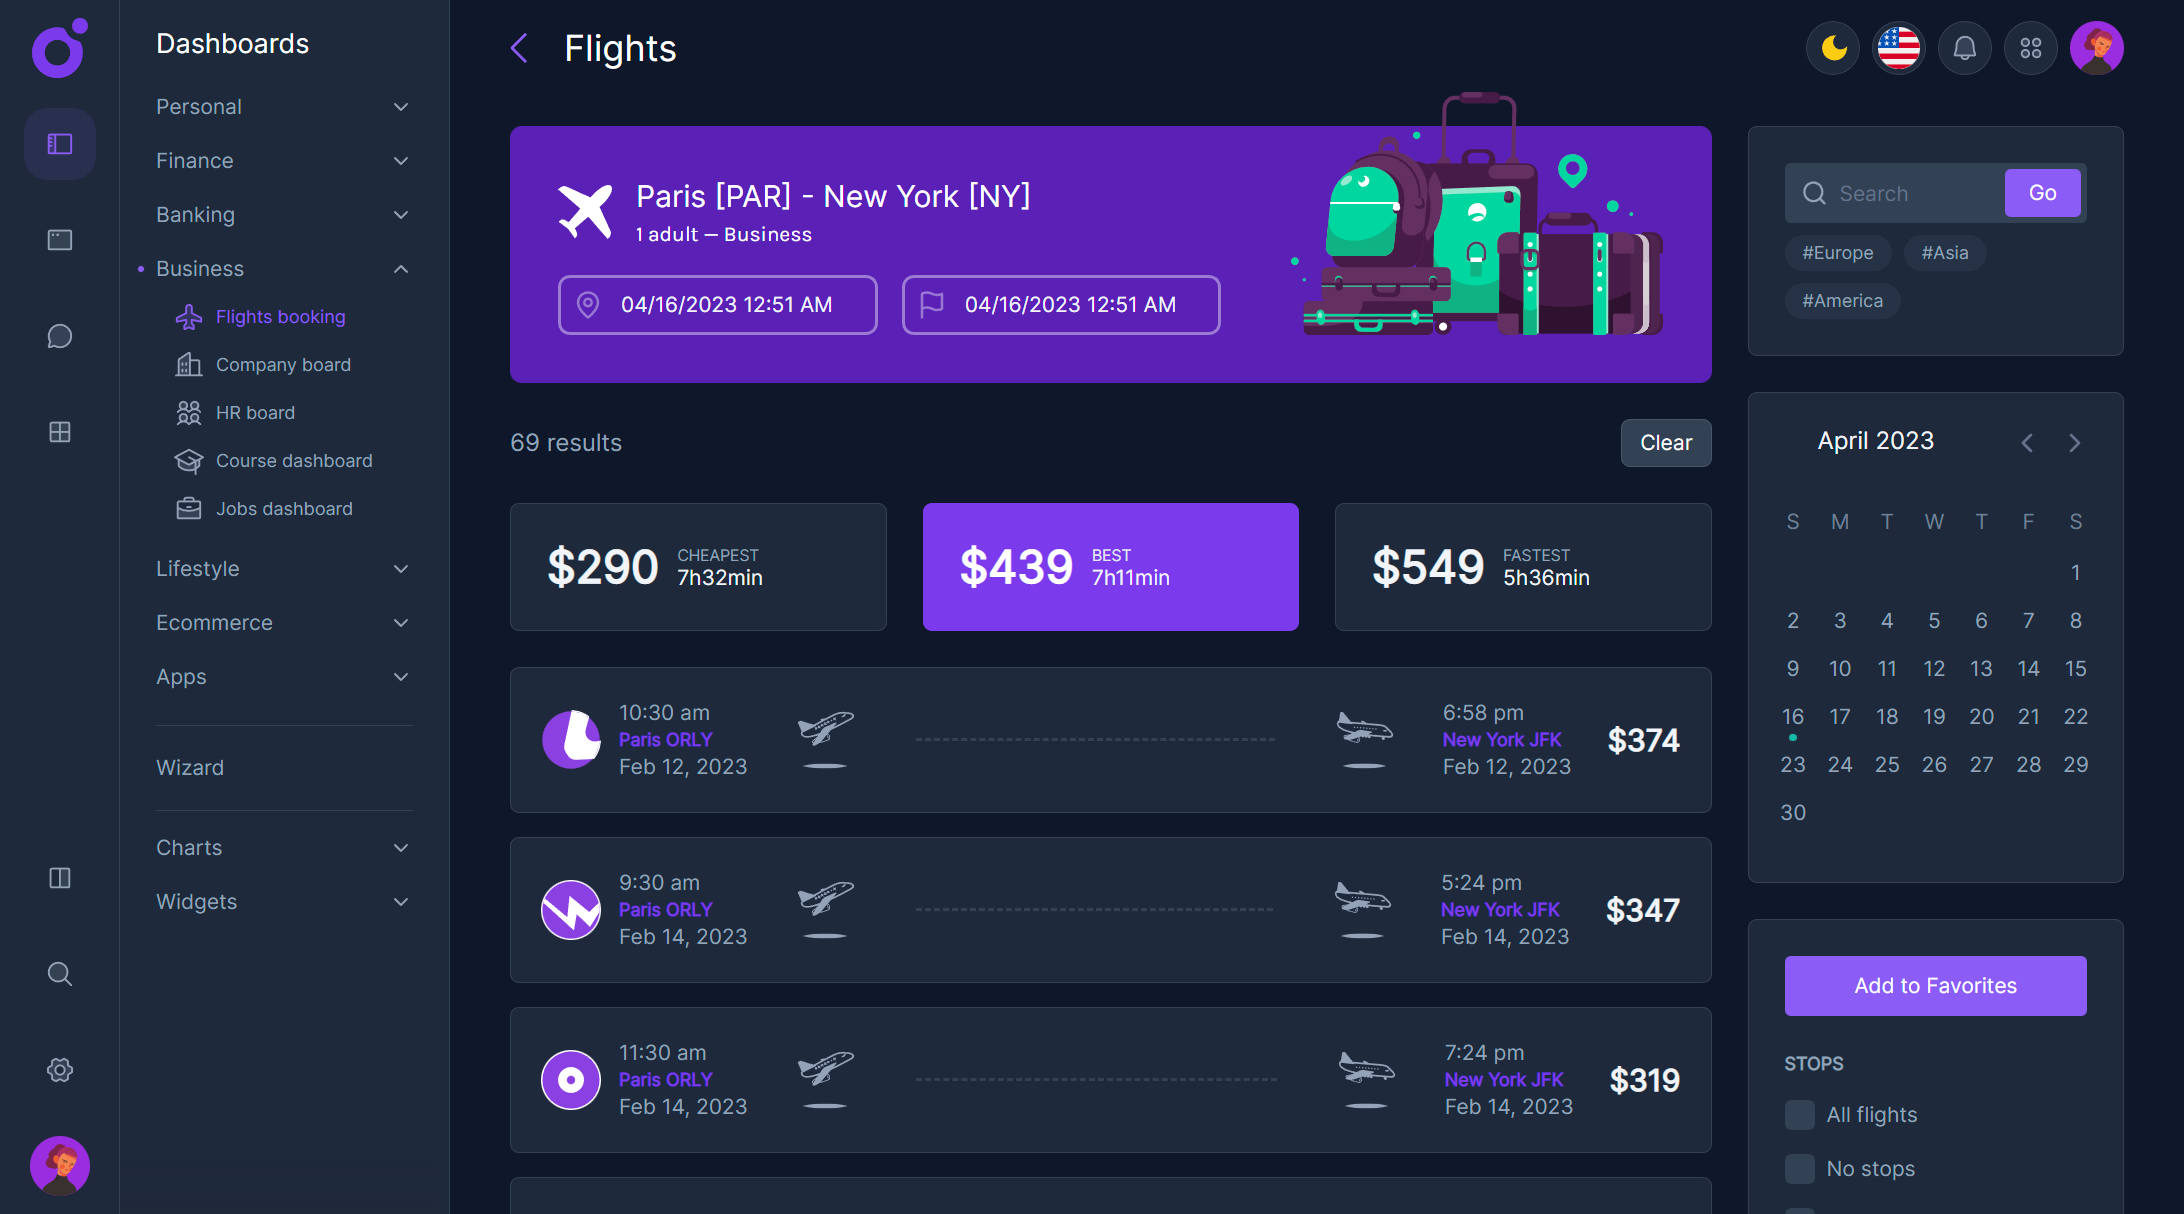 Dashboards
Personal
Finance
Banking
Business
Flights booking
Company board
HR board
Course dashboard
Jobs dashboard
Lifestyle
Ecommerce
Apps
Wizard
Charts
Widgets
Flights
Paris [PAR] - New York [NY]
1 adult — Business
04/16/2023 12:51 AM
04/16/2023 12:51 AM
69 results
Clear
$290
CHEAPEST
7h32min
$439
BEST
7h11min
$549
FASTEST
5h36min
10:30 am
Paris ORLY
Feb 12, 2023
6:58 pm
New York JFK
Feb 12, 2023
$374
9:30 am
Paris ORLY
Feb 14, 2023
5:24 pm
New York JFK
Feb 14, 2023
$347
11:30 am
Paris ORLY
Feb 14, 2023
7:24 pm
New York JFK
Feb 14, 2023
$319
Search
Go
#Europe
#Asia
#America
April 2023
S M T W T F S
1
2 3 4 5 6 7 8
9 10 11 12 13 14 15
16 17 18 19 20 21 22
23 24 25 26 27 28 29
30
Add to Favorites
STOPS
All flights
No stops